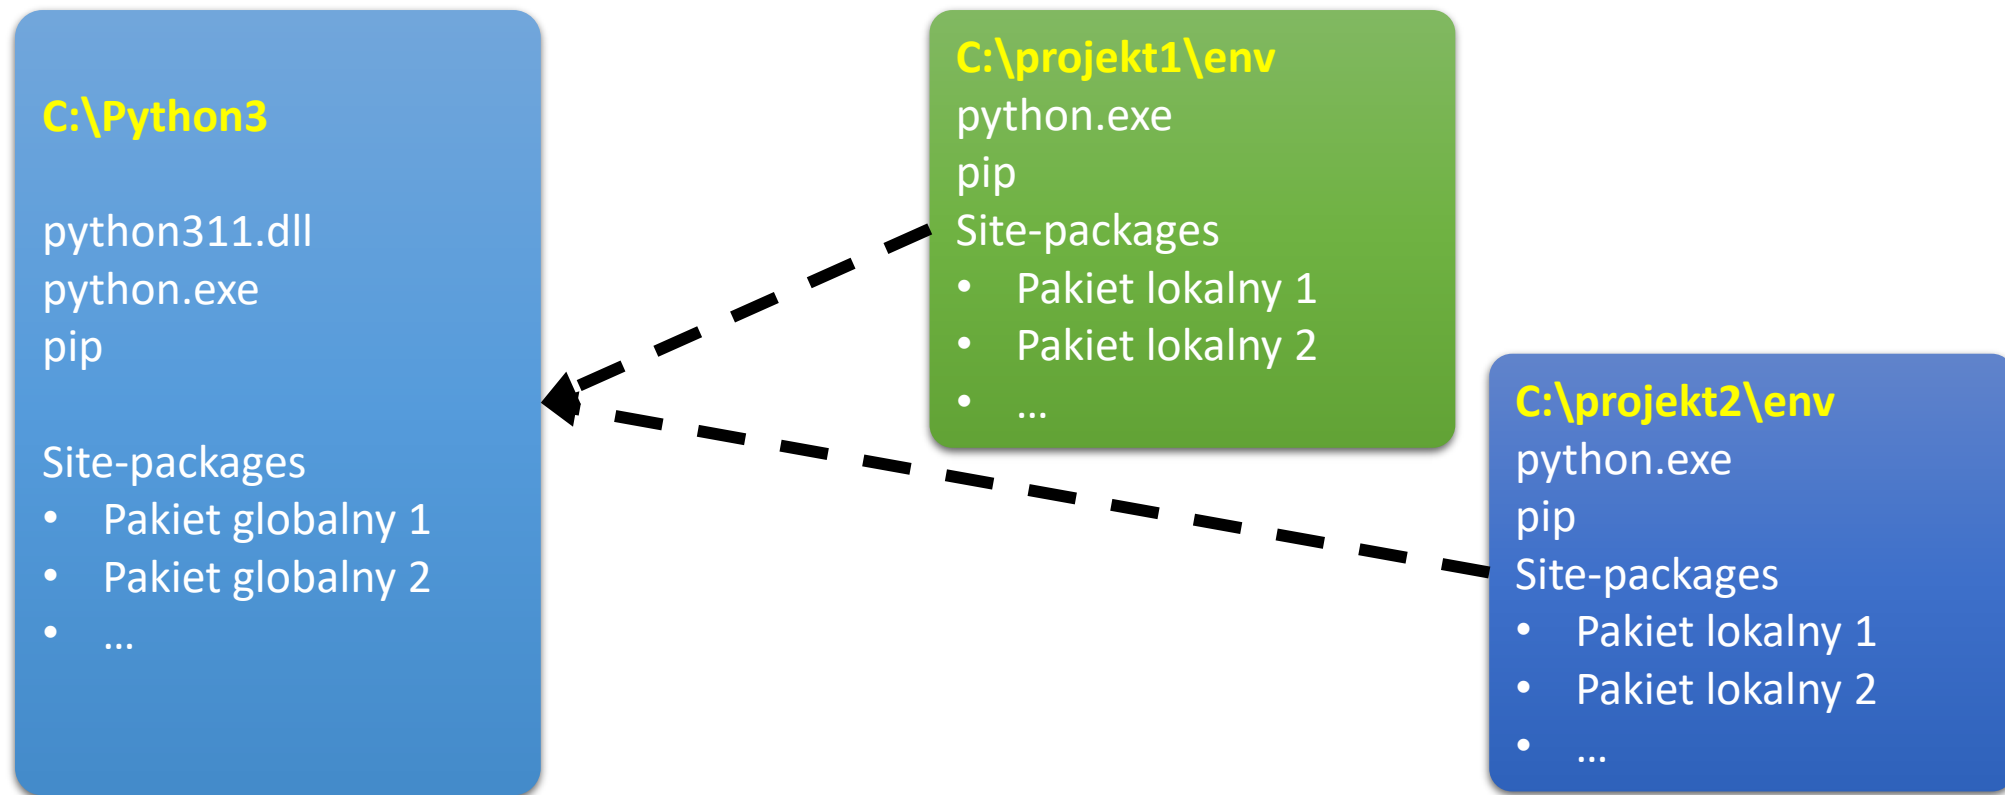 C:\Python3
python311.dll
python.exe
pip
Site-packages
• Pakiet globalny 1
• Pakiet globalny 2
• ...
C:\projekt1\env
python.exe
pip
Site-packages
• Pakiet lokalny 1
• Pakiet lokalny 2
• ...
C:\projekt2\env
python.exe
pip
Site-packages
• Pakiet lokalny 1
• Pakiet lokalny 2
• ...